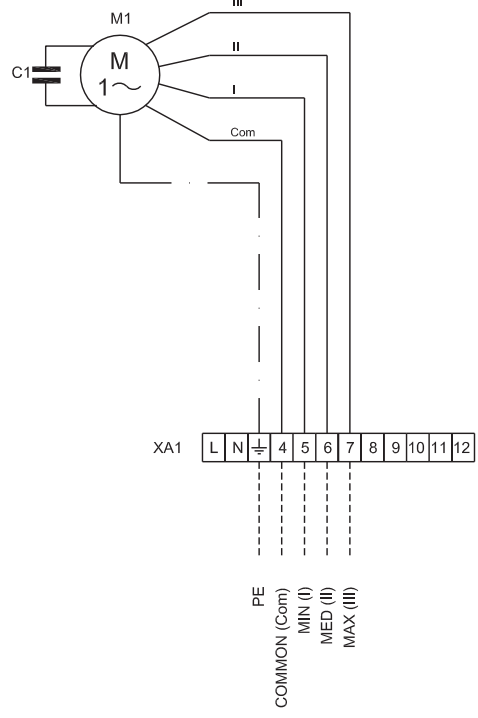 III
M1
II
C1
M
1
I
Com
XA1
L N 4 5 6 7 8 9 10 11 12
PE
COMMON (Com)
MIN (I)
MED (II)
MAX (III)